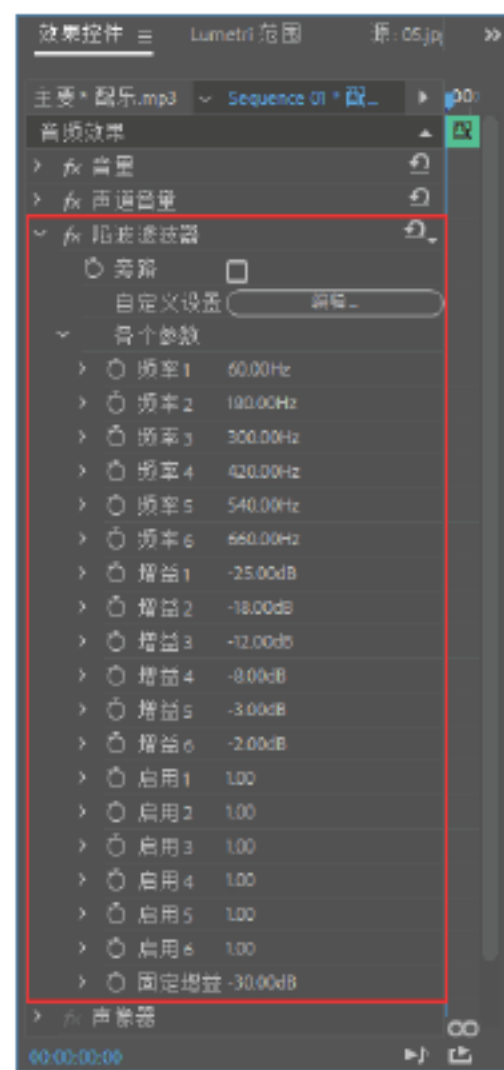 效果控件 Lumetri 范围 源: 05.jp
主要 * 配乐.mp3 Sequence 01 * 配... 00
音频效果 配
fx 音量
fx 声道音量
fx 陷波滤波器
旁路
自定义设置 编辑...
各个参数
频率1 60.00Hz
频率2 180.00Hz
频率3 300.00Hz
频率4 420.00Hz
频率5 540.00Hz
频率6 660.00Hz
增益1 -25.00dB
增益2 -18.00dB
增益3 -12.00dB
增益4 -8.00dB
增益5 -3.00dB
增益6 -2.00dB
启用1 1.00
启用2 1.00
启用3 1.00
启用4 1.00
启用5 1.00
启用6 1.00
固定增益 -30.00dB
fx 声像器
00:00:00:00